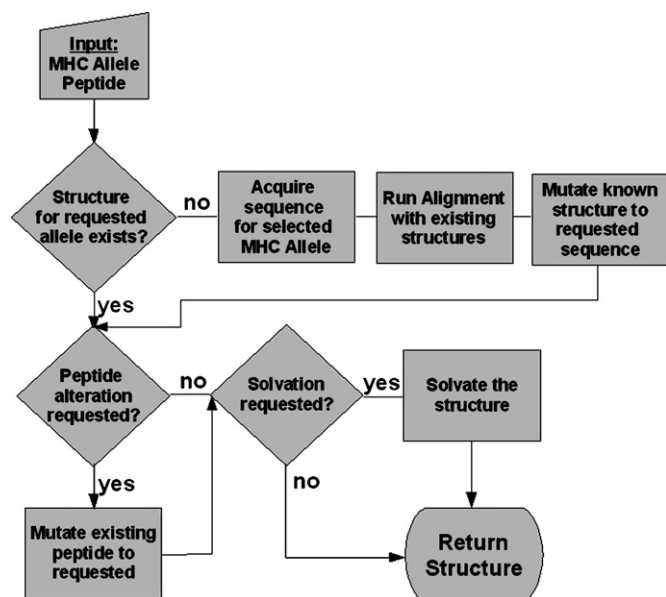 Input:
MHC Allele
Peptide
Structure
for requested
allele exists?
no
Acquire
sequence
for selected
MHC Allele
Run Alignment
with existing
structures
Mutate known
structure to
requested
sequence
yes
Peptide
alteration
requested?
no
Solvation
requested?
yes
Solvate the
structure
yes
no
Mutate existing
peptide to
requested
Return
Structure